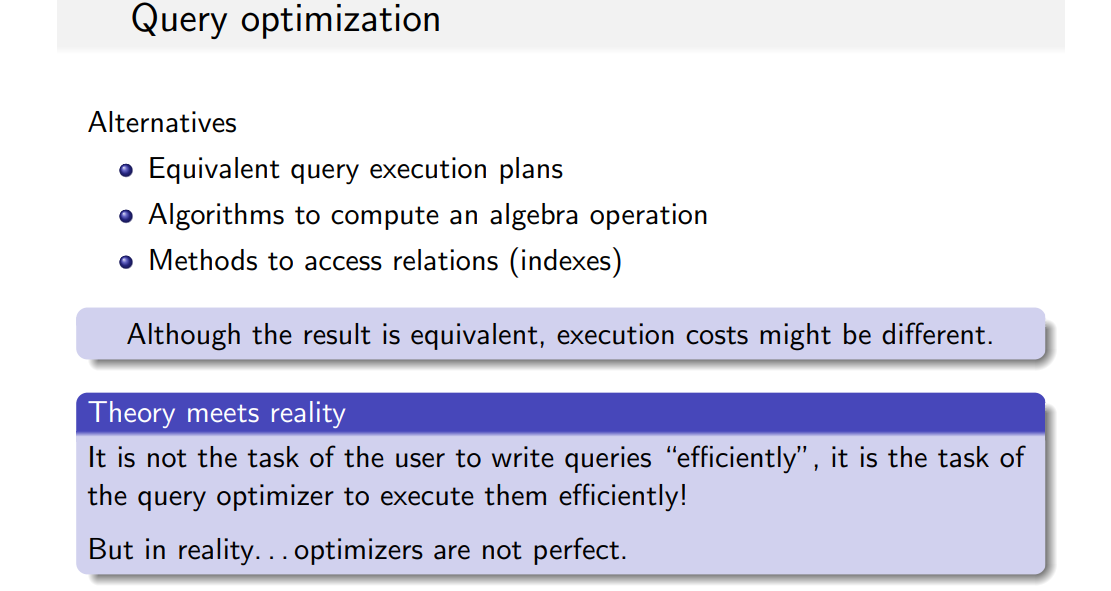 Query optimization
Alternatives
Equivalent query execution plans
Algorithms to compute an algebra operation
Methods to access relations (indexes)
Although the result is equivalent, execution costs might be different.
Theory meets reality
It is not the task of the user to write queries “efficiently”, it is the task of
the query optimizer to execute them efficiently!
But in reality...optimizers are not perfect.